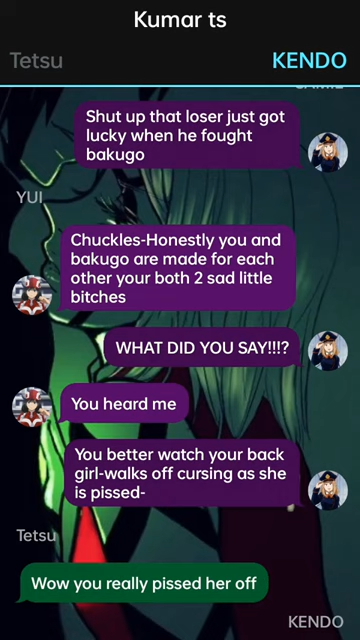 Kumar ts
Tetsu
KENDO
Shut up that loser just got
lucky when he fought
bakugo
YUI
Chuckles-Honestly you and
bakugo are made for each
other your both 2 sad little
bitches
WHAT DID YOU SAY!!!?
You heard me
You better watch your back
girl-walks off cursing as she
is pissed-
Tetsu
Wow you really pissed her off
KENDO